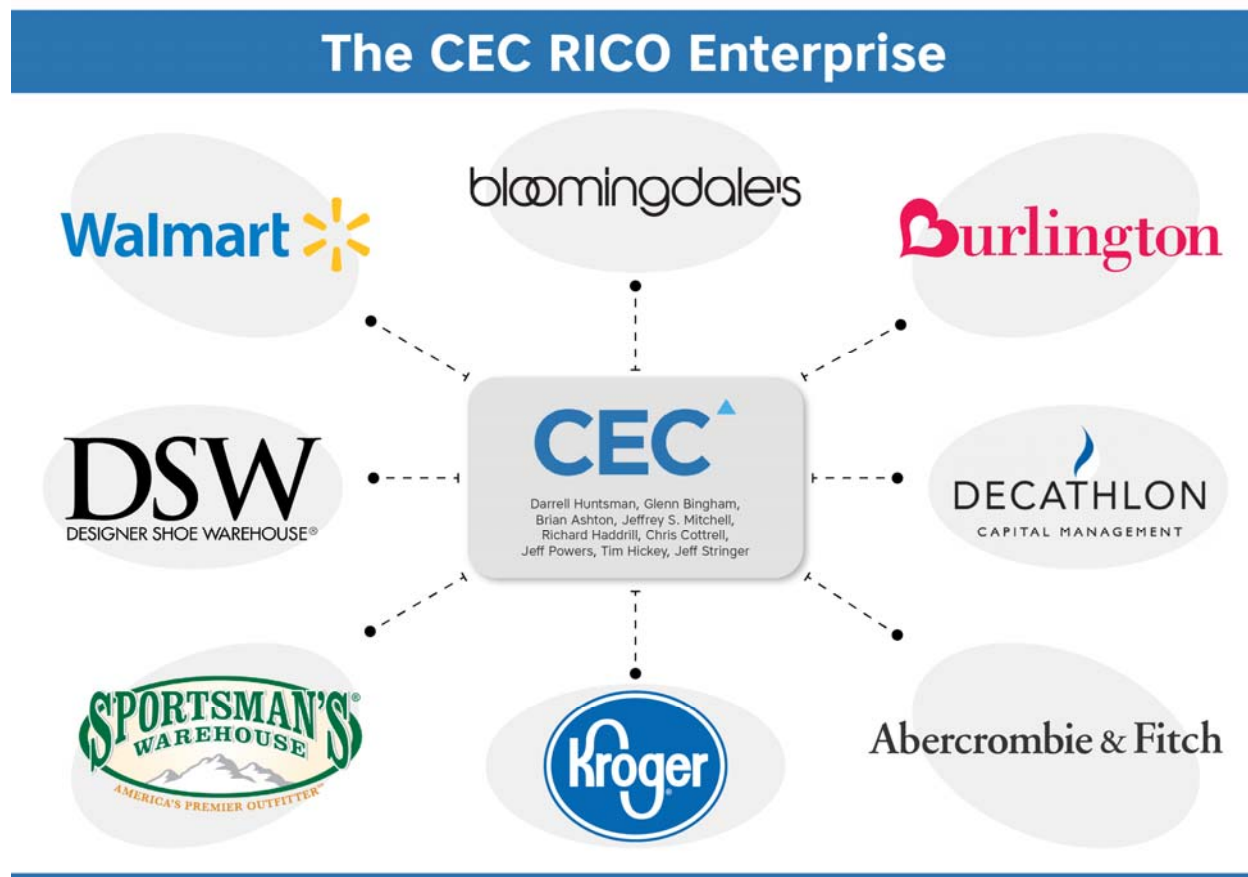 The CEC RICO Enterprise
Walmart
bloomingdale's
Burlington
CEC
Darrell Huntsman, Glenn Bingham,
Brian Ashton, Jeffrey S. Mitchell,
Richard Haddrill, Chris Cottrell,
Jeff Powers, Tim Hickey, Jeff Stringer
DSW
DESIGNER SHOE WAREHOUSE®
DECATHLON
CAPITAL MANAGEMENT
SPORTSMAN'S®
WAREHOUSE
AMERICA'S PREMIER OUTFITTER™
Kroger®
Abercrombie & Fitch